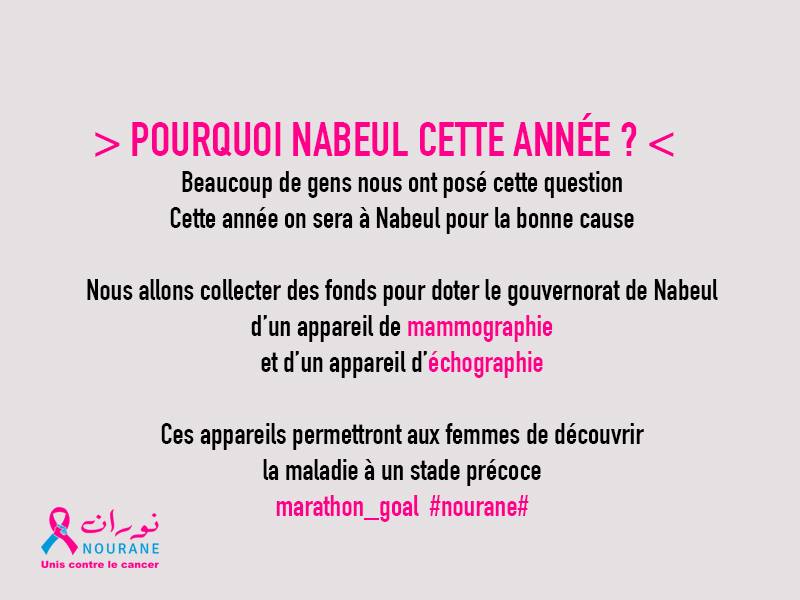 > POURQUOI NABEUL CETTE ANNÉE ? <
Beaucoup de gens nous ont posé cette question
Cette année on sera à Nabeul pour la bonne cause
Nous allons collecter des fonds pour doter le gouvernorat de Nabeul
d’un appareil de mammographie
et d’un appareil d’échographie
Ces appareils permettront aux femmes de découvrir
la maladie à un stade précoce
marathon_goal #nourane#
نوران
NOURANE
Unis contre le cancer